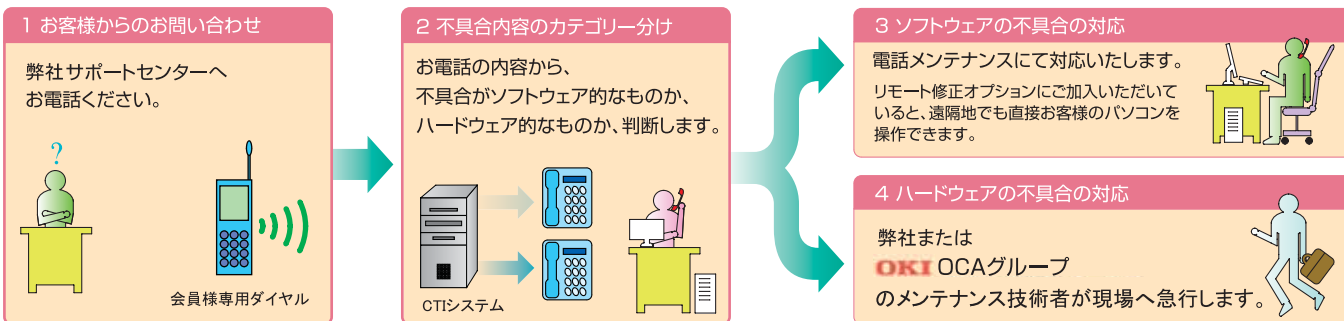 1 お客様からのお問い合わせ
弊社サポートセンターへ
お電話ください。
?
会員様専用ダイヤル
2 不具合内容のカテゴリー分け
お電話の内容から、
不具合がソフトウェア的なものか、
ハードウェア的なものか、判断します。
CTIシステム
3 ソフトウェアの不具合の対応
電話メンテナンスにて対応いたします。
リモート修正オプションにご加入いただいて
いると、遠隔地でも直接お客様のパソコンを
操作できます。
4 ハードウェアの不具合の対応
弊社または
OKI OCAグループ
のメンテナンス技術者が現場へ急行します。